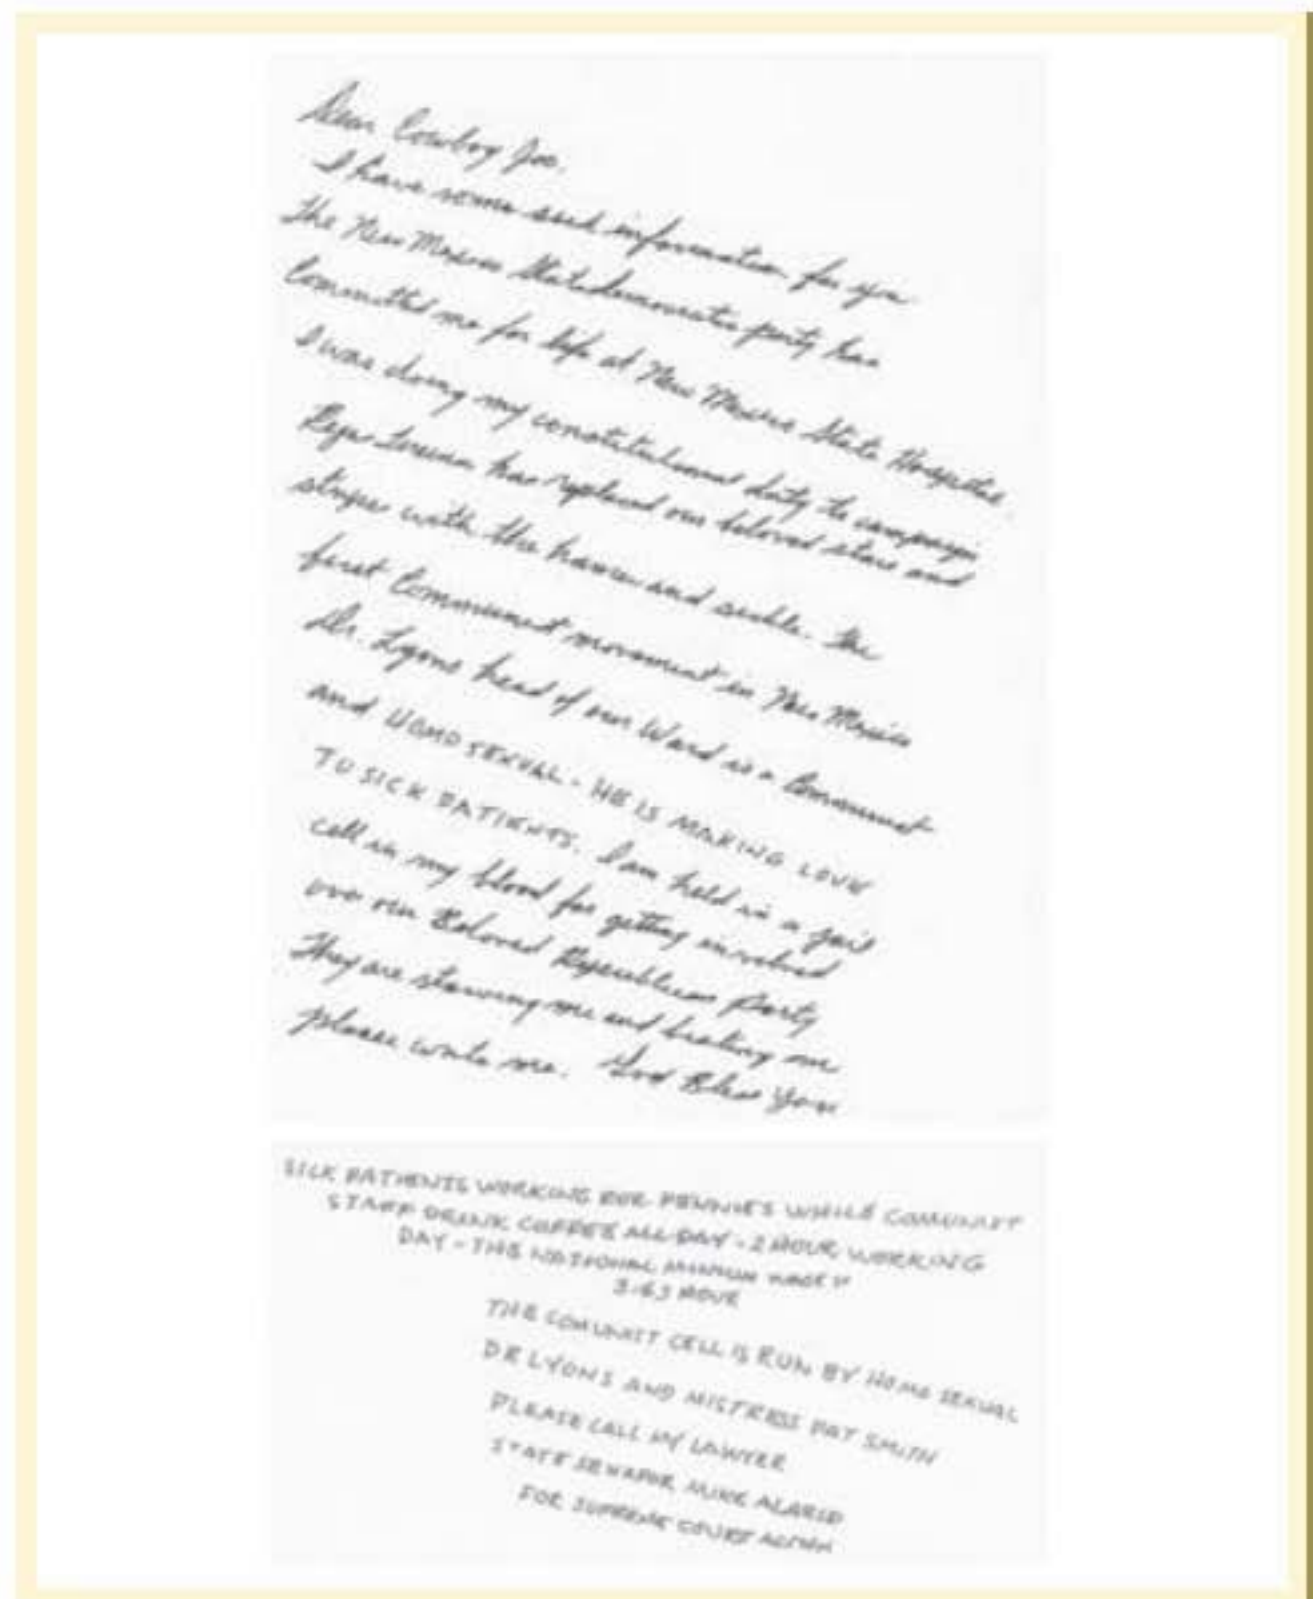 Dear Cowboy Joe.
I have some sad information for you
the New Mexico State democratic party has
Committed me for life at New Mexico State Hospital.
I was doing my constitutional duty to campaign
has replaced our beloved stars and
stripes with the and sickle. The
first Communist movement in New Mexico
Dr. Lyons head of our Ward is a Communist
and HOMO SEXUAL - HE IS MAKING LOVE
TO SICK PATIENTS. I am held in a jail
cell in my blood for getting involved
over our Beloved Republican Party
They are starving me and beating me
please write me. God Bless You
SICK PATIENTS WORKING FOR PENNIES WHILE COMUNIST
STAFF DRINK COFFEE ALL DAY - 2 HOUR WORKING
DAY - THE NATIONAL WAGE IS
HOUR
THE COMUNIST CELL IS RUN BY HOMO SEXUAL
DR LYONS AND MISTRESS PAT SMITH
PLEASE CALL MY LAWYER
STATE SENATOR MIKE ALARID
FOR SUPREME COURT ACTION